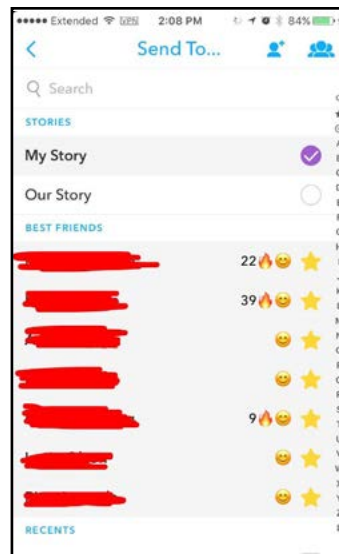 ●●●●● Extended VPN 2:08 PM 84%
Send To...
Search
STORIES
My Story
Our Story
BEST FRIENDS
22🔥😊
39🔥😊
😊
😊
9🔥😊
😊
😊
RECENTS